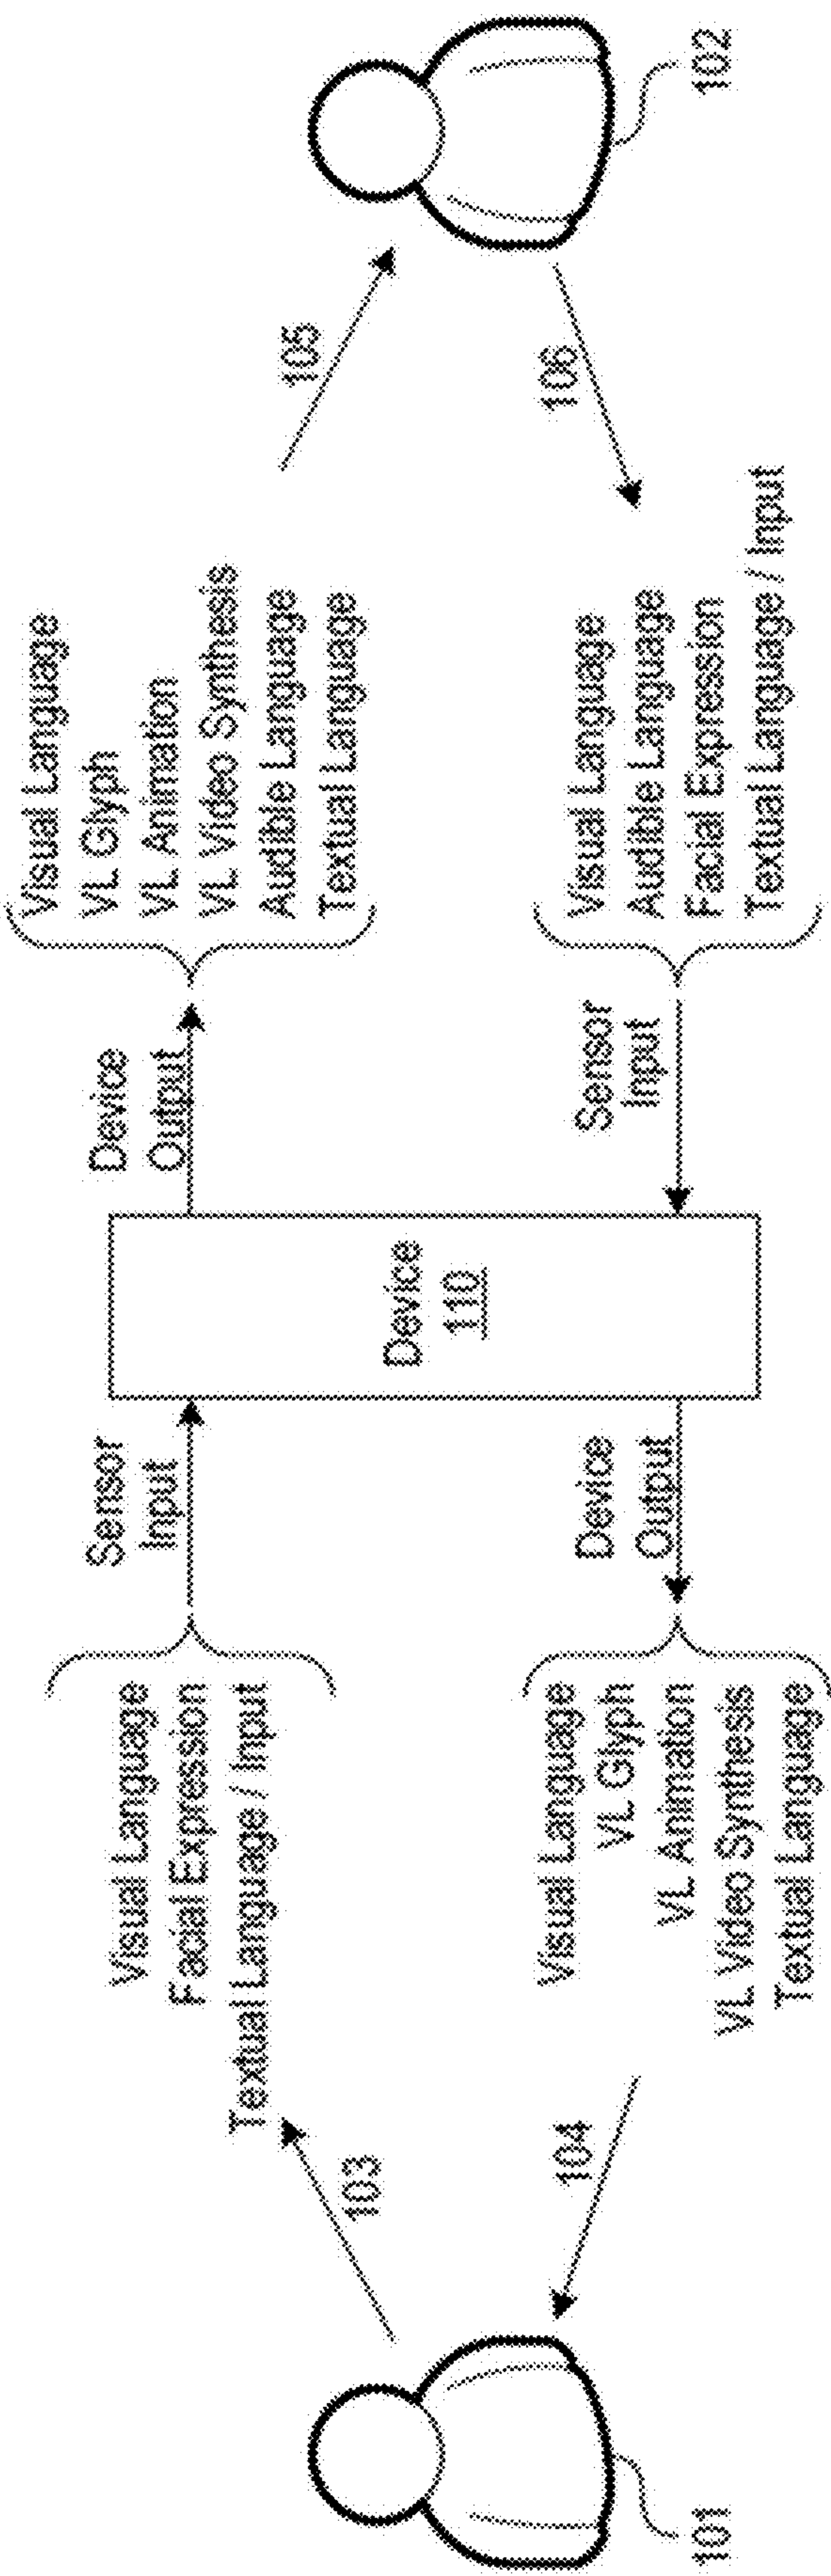 101
103
104
Visual Language
Facial Expression
Textual Language / Input
Sensor
Input
Visual Language
VL Glyph
VL Animation
VL Video Synthesis
Textual Language
Device
Output
Device
110
Device
Output
Visual Language
VL Glyph
VL Animation
VL Video Synthesis
Audible Language
Textual Language
Sensor
Input
Visual Language
Audible Language
Facial Expression
Textual Language / Input
105
106
102